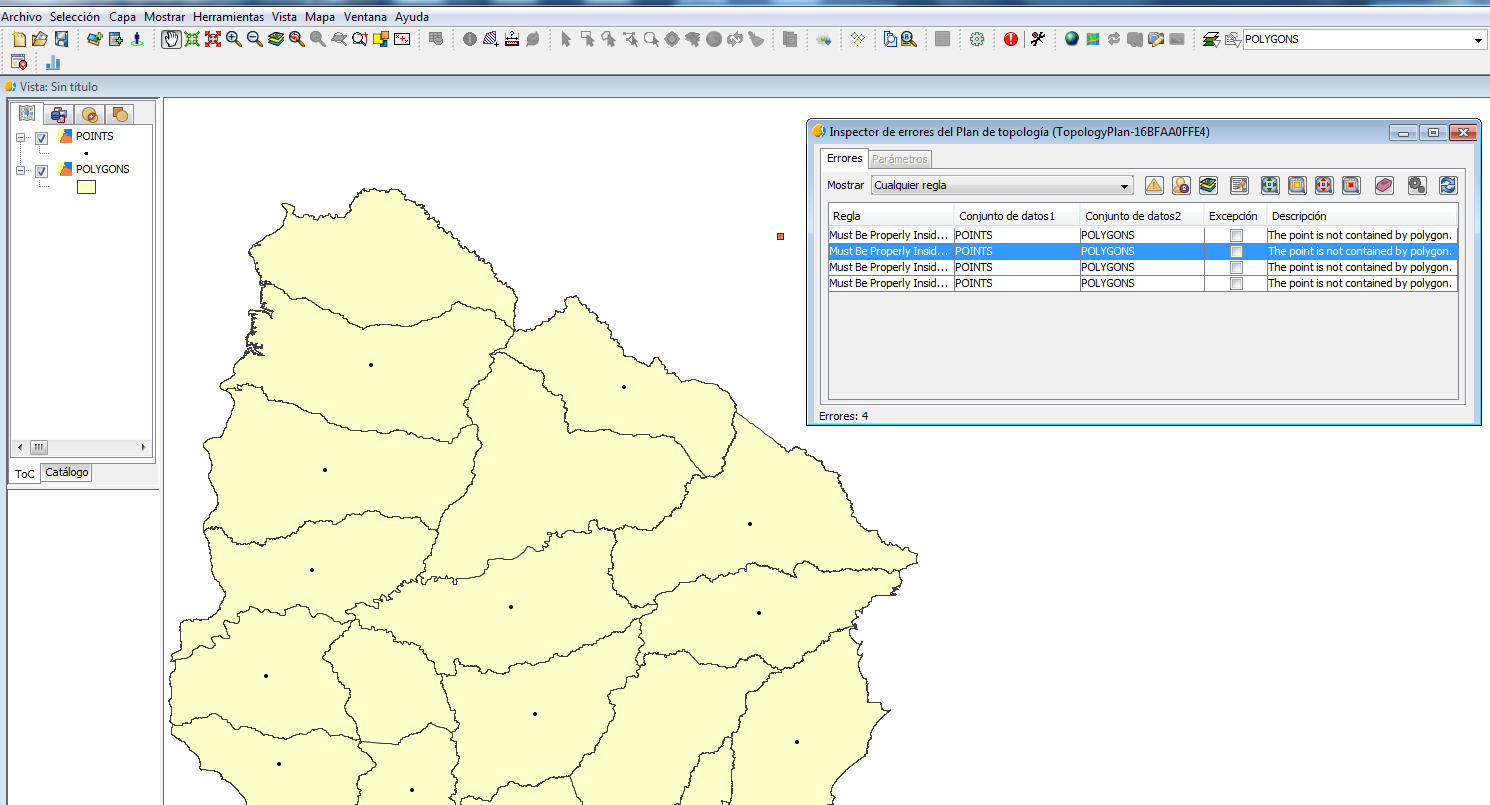 Archivo Selección Capa Mostrar Herramientas Vista Mapa Ventana Ayuda
POLYGONS
Vista: Sin título
POINTS
POLYGONS
ToC Catálogo
Inspector de errores del Plan de topología (TopologyPlan-16BFAA0FFE4)
Errores Parámetros
Mostrar Cualquier regla
Regla Conjunto de datos1 Conjunto de datos2 Excepción Descripción
Must Be Properly Insid... POINTS POLYGONS The point is not contained by polygon.
Must Be Properly Insid... POINTS POLYGONS The point is not contained by polygon.
Must Be Properly Insid... POINTS POLYGONS The point is not contained by polygon.
Must Be Properly Insid... POINTS POLYGONS The point is not contained by polygon.
Errores: 4